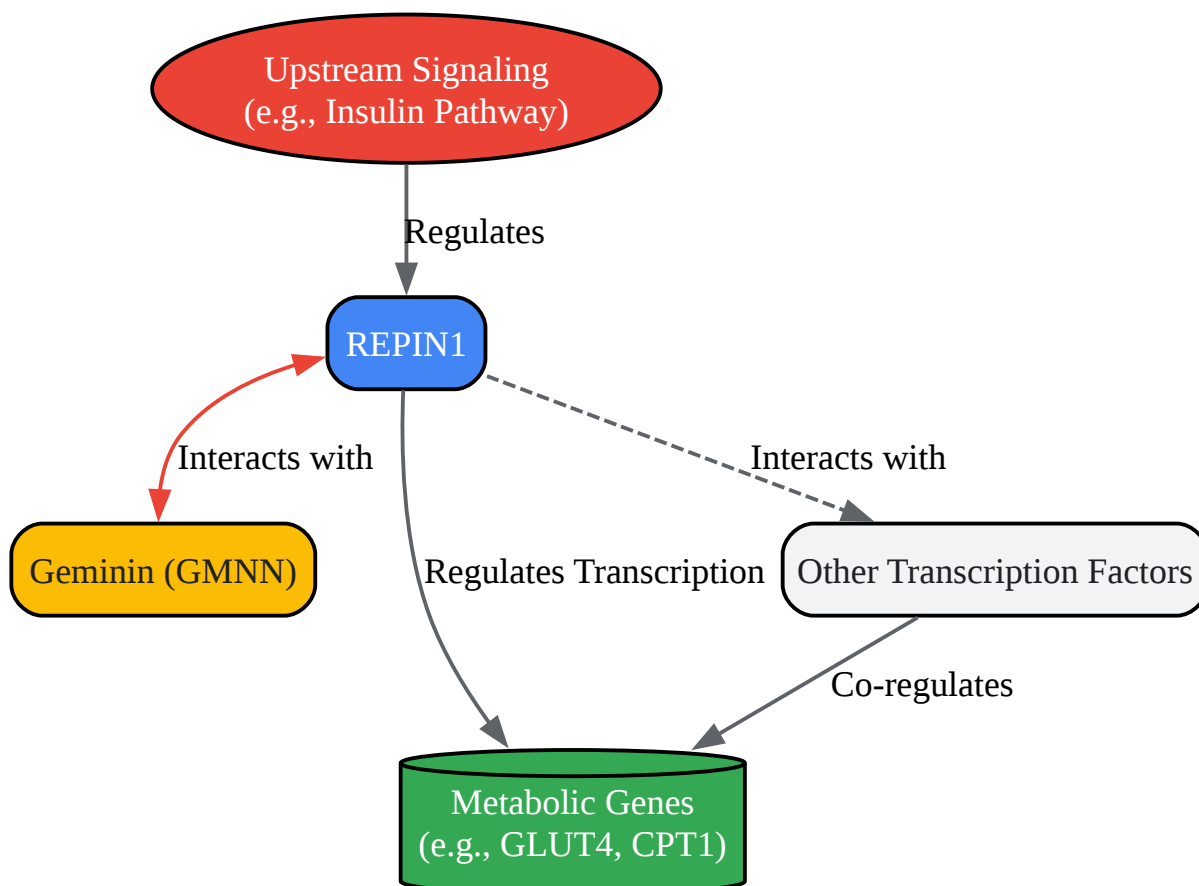 Upstream Signaling
(e.g., Insulin Pathway)
Regulates
REPIN1
Interacts with
Interacts with
Geminin (GMNN)
Regulates Transcription
Other Transcription Factors
Co-regulates
Metabolic Genes
(e.g., GLUT4, CPT1)